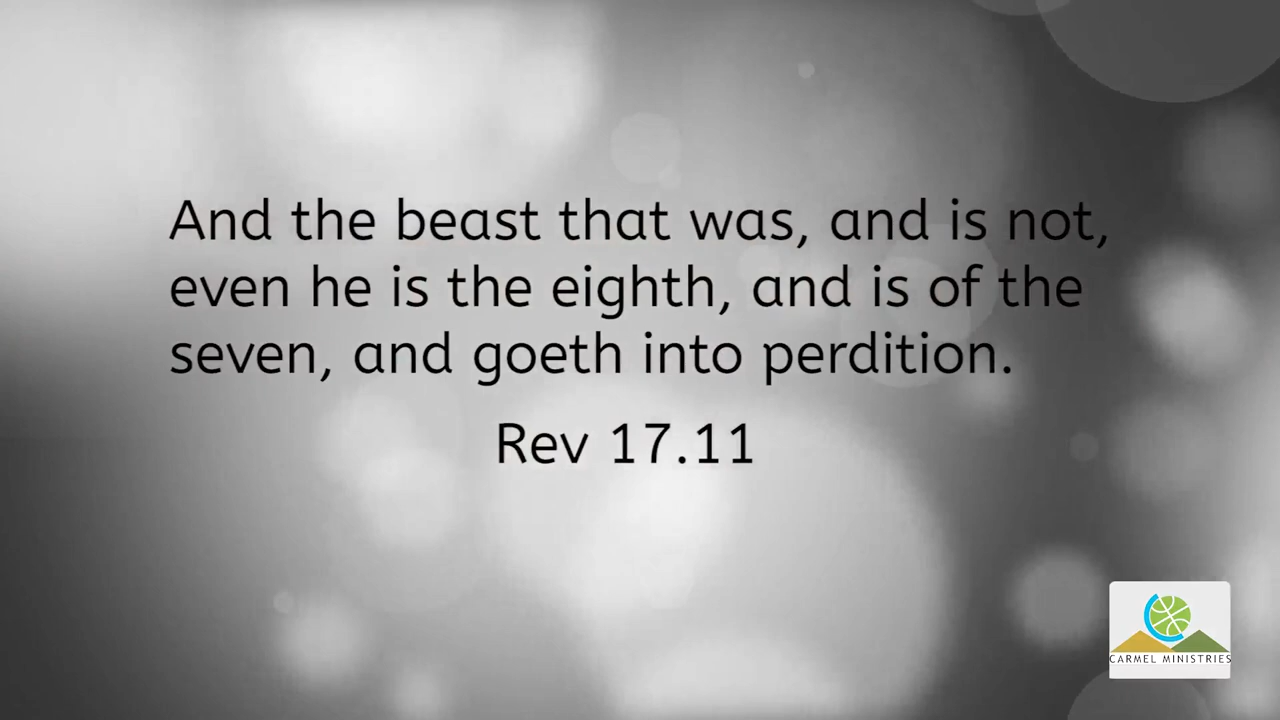 And the beast that was, and is not,
even he is the eighth, and is of the
seven, and goeth into perdition.
Rev 17.11
CARMEL MINISTRIES